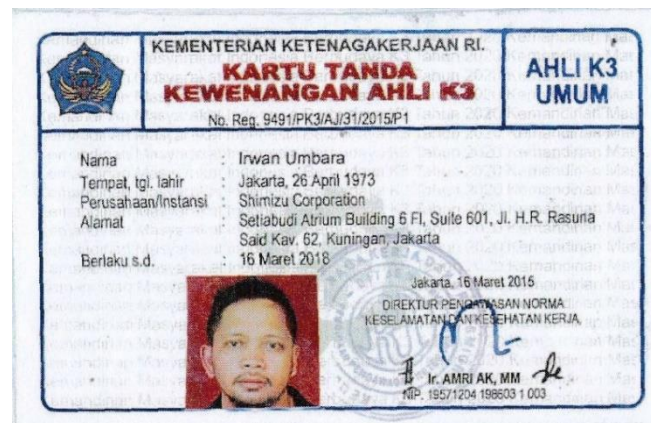 KEMENTERIAN KETENAGAKERJAAN RI.
KARTU TANDA
KEWENANGAN AHLI K3
No. Reg. 9491/PK3/AJ/31/2015/P1
AHLI K3
UMUM
Nama : Irwan Umbara
Tempat, tgl. lahir : Jakarta, 26 April 1973
Perusahaan/Instansi : Shimizu Corporation
Alamat : Setiabudi Atrium Building 6 Fl, Suite 601, Jl. H.R. Rasuna
Said Kav, 62, Kuningan, Jakarta
Berlaku s.d. : 16 Maret 2018
Jakarta, 16 Maret 2015
DIREKTUR PENGAWASAN NORMA
KESELAMATAN DAN KESEHATAN KERJA,
Ir. AMRI AK, MM
NIP. 19571204 198603 1 003